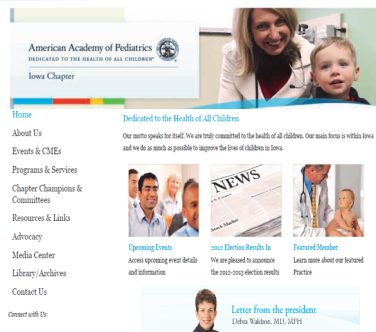 American Academy of Pediatrics
DEDICATED TO THE HEALTH OF ALL CHILDREN
Iowa Chapter
Home
About Us
Events & CMEs
Programs & Services
Chapter Champions &
Committees
Resources & Links
Advocacy
Media Center
Library/Archives
Contact Us
Connect with Us:
Dedicated to the Health of All Children
Our motto speaks for itself. We are truly committed to the health of all children. Our main focus is within Iowa
and we do as much as possible to improve the lives of children in Iowa.
NEWS
Stock Market
Upcoming Events
Access upcoming event details
and information
2012 Election Results In
We are pleased to announce
the 2012-2013 election results
Featured Member
Learn more about our featured
Practice
Letter from the president
Debra Waldron, MD, MPH